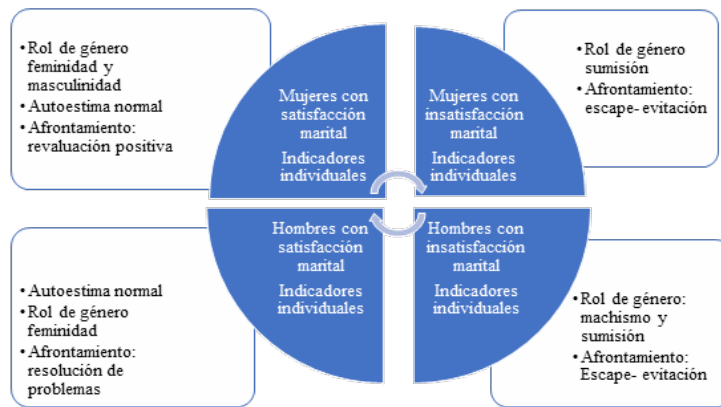 • Rol de género
feminidad y
masculinidad
• Autoestima normal
• Afrontamiento:
revaluación positiva
Mujeres con
satisfacción
marital
Indicadores
individuales
Mujeres con
insatisfacción
marital
Indicadores
individuales
• Rol de género
sumisión
• Afrontamiento:
escape- evitación
• Autoestima normal
• Rol de género
feminidad
• Afrontamiento:
resolución de
problemas
Hombres con
satisfacción
marital
Indicadores
individuales
Hombres con
insatisfacción
marital
Indicadores
individuales
• Rol de género:
machismo y
sumisión
• Afrontamiento:
Escape- evitación